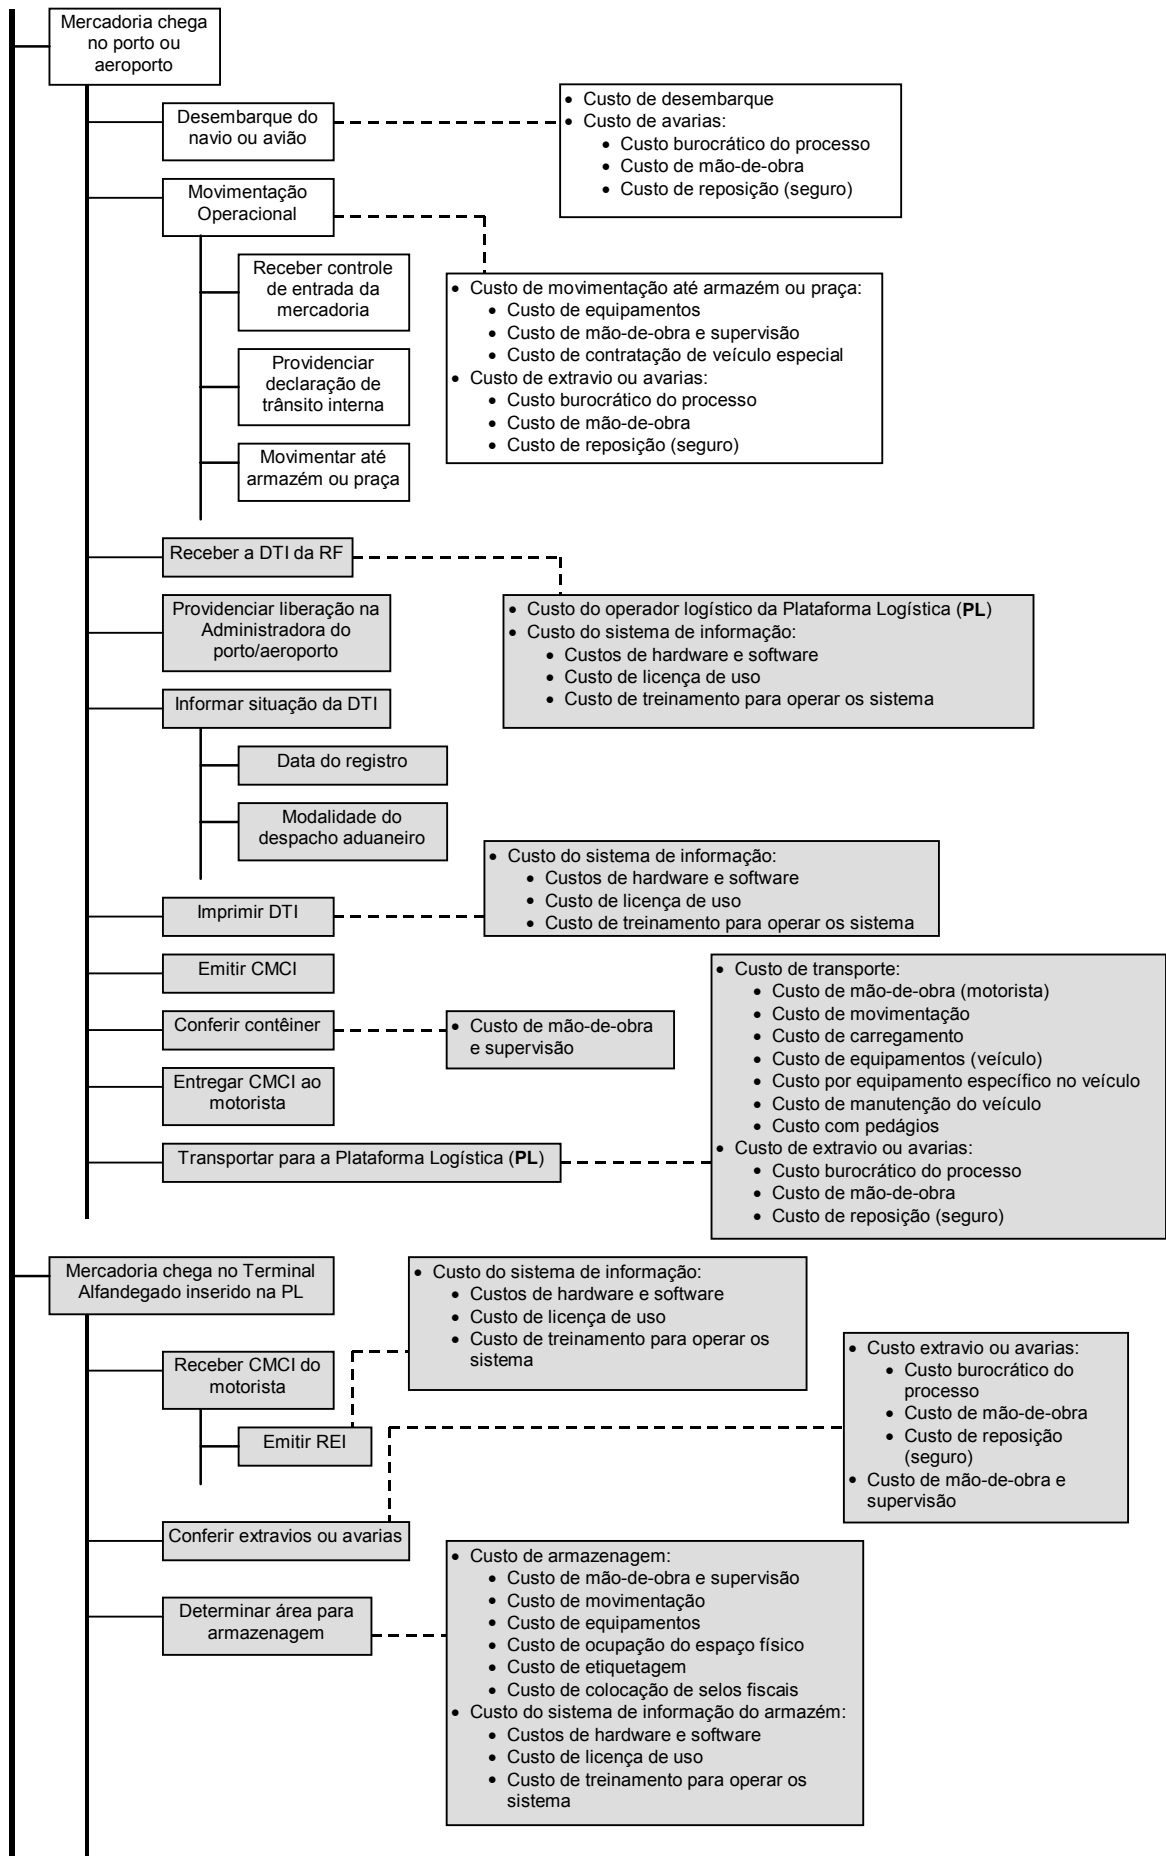 Mercadoria chega
no porto ou
aeroporto
Desembarque do
navio ou avião
• Custo de desembarque
• Custo de avarias:
• Custo burocrático do processo
• Custo de mão-de-obra
• Custo de reposição (seguro)
Movimentação
Operacional
Receber controle
de entrada da
mercadoria
Providenciar
declaração de
trânsito interna
Movimentar até
armazém ou praça
• Custo de movimentação até armazém ou praça:
• Custo de equipamentos
• Custo de mão-de-obra e supervisão
• Custo de contratação de veículo especial
• Custo de extravio ou avarias:
• Custo burocrático do processo
• Custo de mão-de-obra
• Custo de reposição (seguro)
Receber a DTI da RF
Providenciar liberação na
Administradora do
porto/aeroporto
• Custo do operador logístico da Plataforma Logística (PL)
• Custo do sistema de informação:
• Custos de hardware e software
• Custo de licença de uso
• Custo de treinamento para operar os sistema
Informar situação da DTI
Data do registro
Modalidade do
despacho aduaneiro
• Custo do sistema de informação:
• Custos de hardware e software
• Custo de licença de uso
• Custo de treinamento para operar os sistema
Imprimir DTI
Emitir CMCI
Conferir contêiner
• Custo de mão-de-obra
e supervisão
Entregar CMCI ao
motorista
Transportar para a Plataforma Logística (PL)
• Custo de transporte:
• Custo de mão-de-obra (motorista)
• Custo de movimentação
• Custo de carregamento
• Custo de equipamentos (veículo)
• Custo por equipamento específico no veículo
• Custo de manutenção do veículo
• Custo com pedágios
• Custo de extravio ou avarias:
• Custo burocrático do processo
• Custo de mão-de-obra
• Custo de reposição (seguro)
Mercadoria chega no Terminal
Alfandegado inserido na PL
• Custo do sistema de informação:
• Custos de hardware e software
• Custo de licença de uso
• Custo de treinamento para operar os
sistema
Receber CMCI do
motorista
Emitir REI
• Custo extravio ou avarias:
• Custo burocrático do
processo
• Custo de mão-de-obra
• Custo de reposição
(seguro)
• Custo de mão-de-obra e
supervisão
Conferir extravios ou avarias
Determinar área para
armazenagem
• Custo de armazenagem:
• Custo de mão-de-obra e supervisão
• Custo de movimentação
• Custo de equipamentos
• Custo de ocupação do espaço físico
• Custo de etiquetagem
• Custo de colocação de selos fiscais
• Custo do sistema de informação do armazém:
• Custos de hardware e software
• Custo de licença de uso
• Custo de treinamento para operar os
sistema